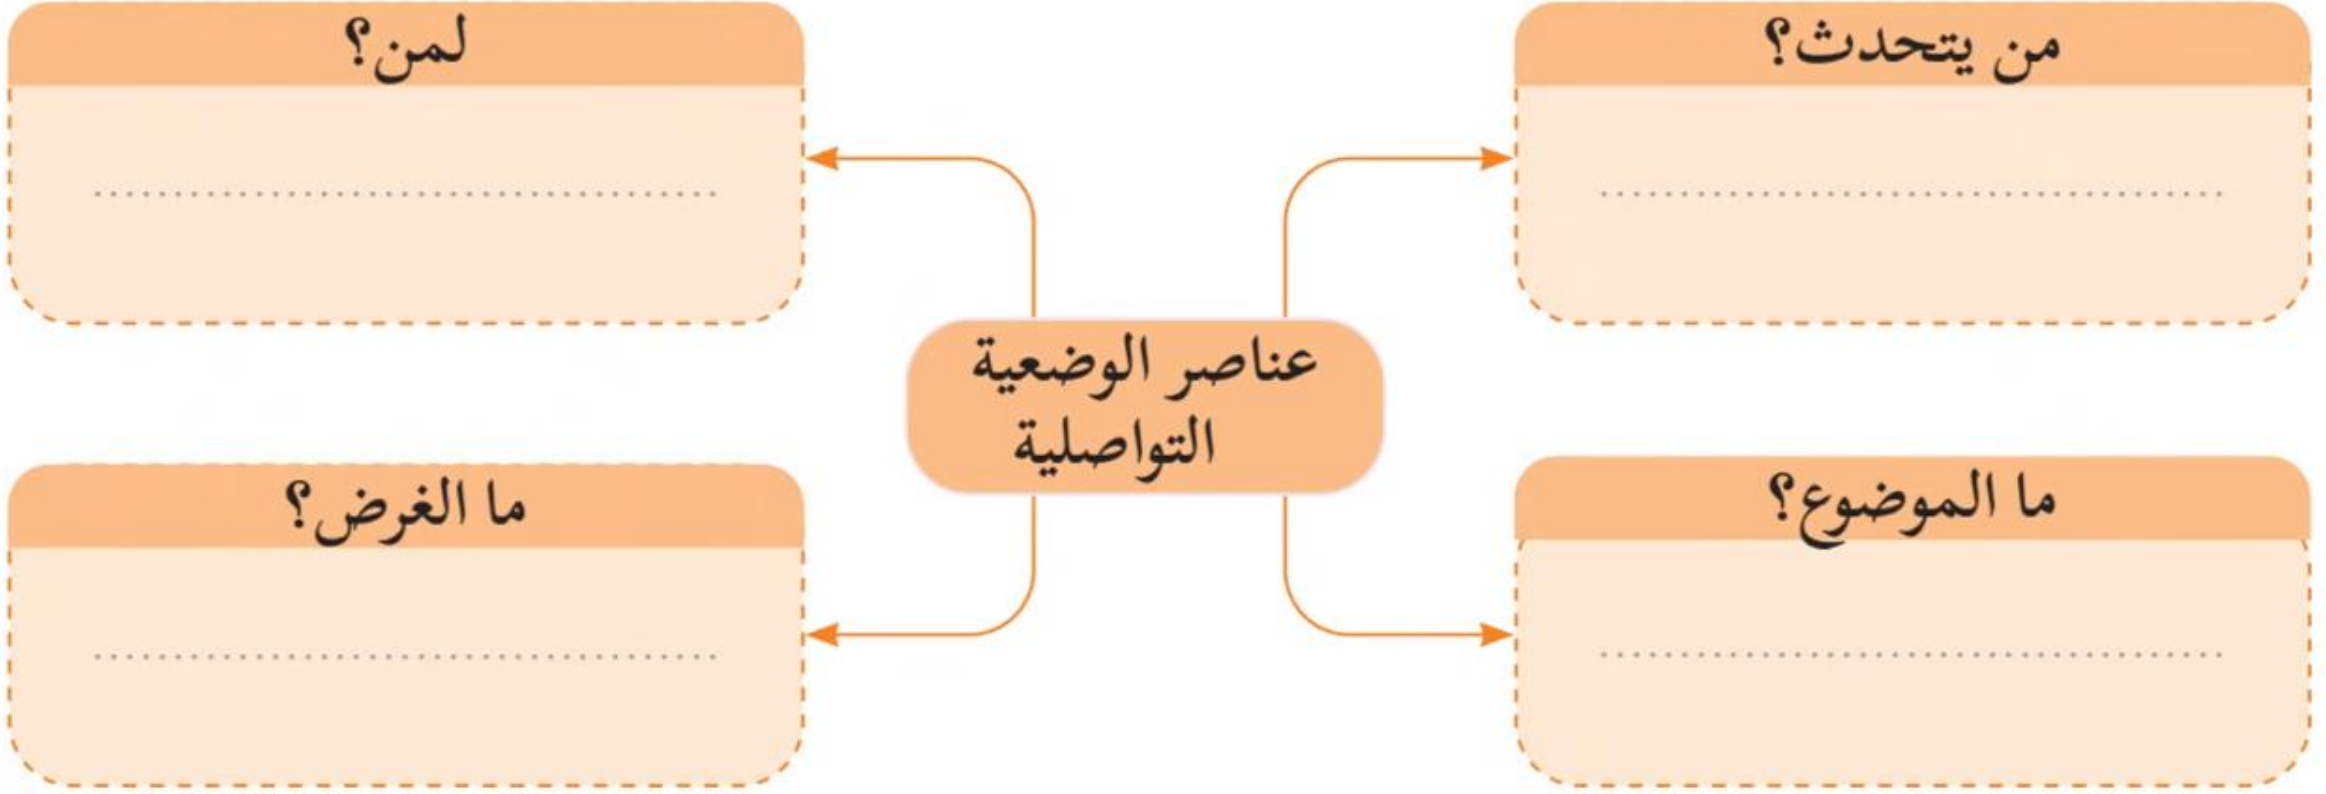 من يتحدث؟
لمن؟
عناصر الوضعية
التواصلية
ما الموضوع؟
ما الغرض؟